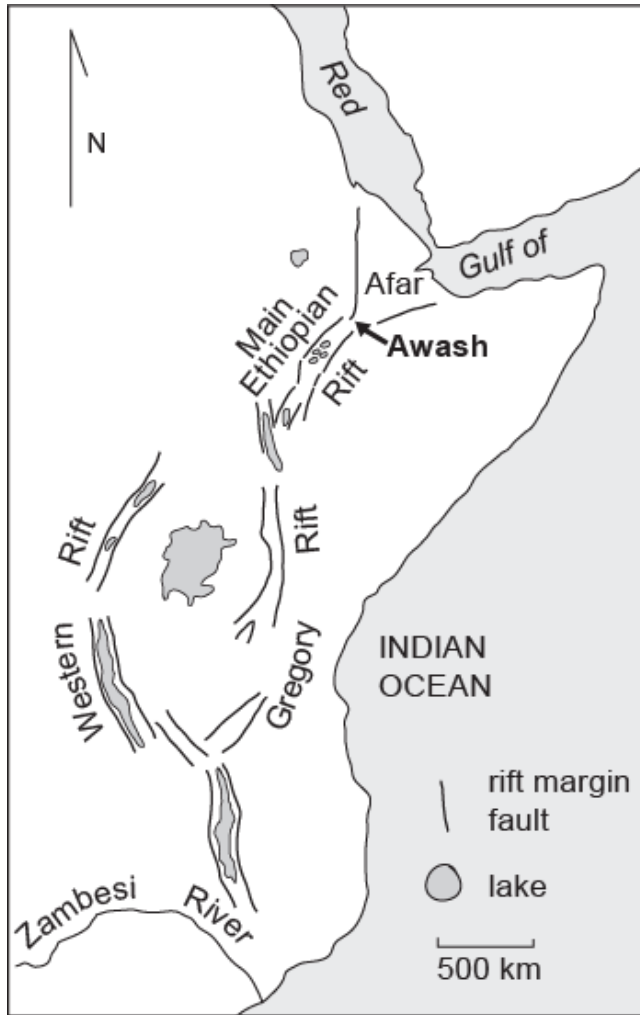 Red
N
Gulf of
Afar
Main
Ethiopian
Rift
Awash
Rift
Rift
Western
Gregory
INDIAN
OCEAN
rift margin
fault
lake
Zambesi
River
500 km